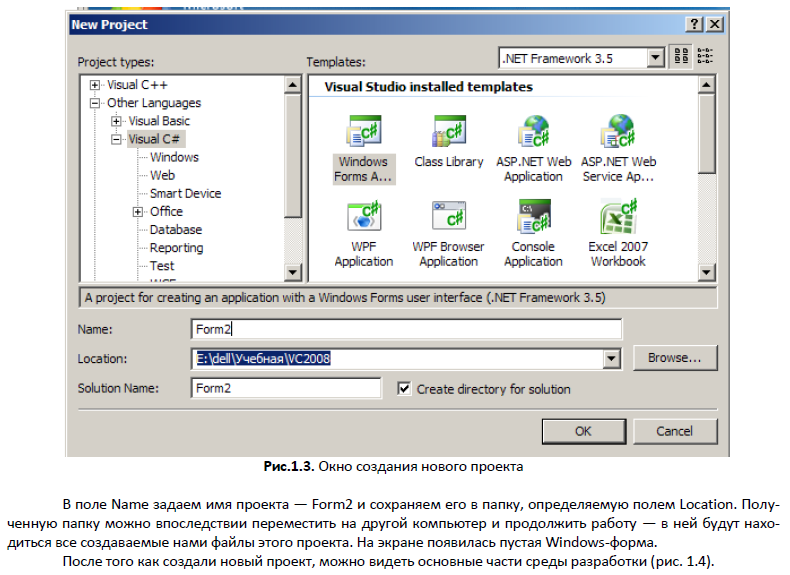 New Project
Project types:
Templates:
.NET Framework 3.5
Visual C++
Other Languages
Visual Basic
Visual C#
Windows
Web
Smart Device
Office
Database
Reporting
Test
Visual Studio installed templates
Windows Forms A...
Class Library
ASP.NET Web Application
ASP.NET Web Service Ap...
WPF Application
WPF Browser Application
Console Application
Excel 2007 Workbook
A project for creating an application with a Windows Forms user interface (.NET Framework 3.5)
Name:
Form2
Location:
E:\dell\Учебная\VC2008
Browse...
Solution Name:
Form2
Create directory for solution
OK
Cancel
Рис.1.3. Окно создания нового проекта
В поле Name задаем имя проекта — Form2 и сохраняем его в папку, определяемую полем Location. Полу-
ченную папку можно впоследствии переместить на другой компьютер и продолжить работу — в ней будут нахо-
диться все создаваемые нами файлы этого проекта. На экране появилась пустая Windows-форма.
После того как создали новый проект, можно видеть основные части среды разработки (рис. 1.4).